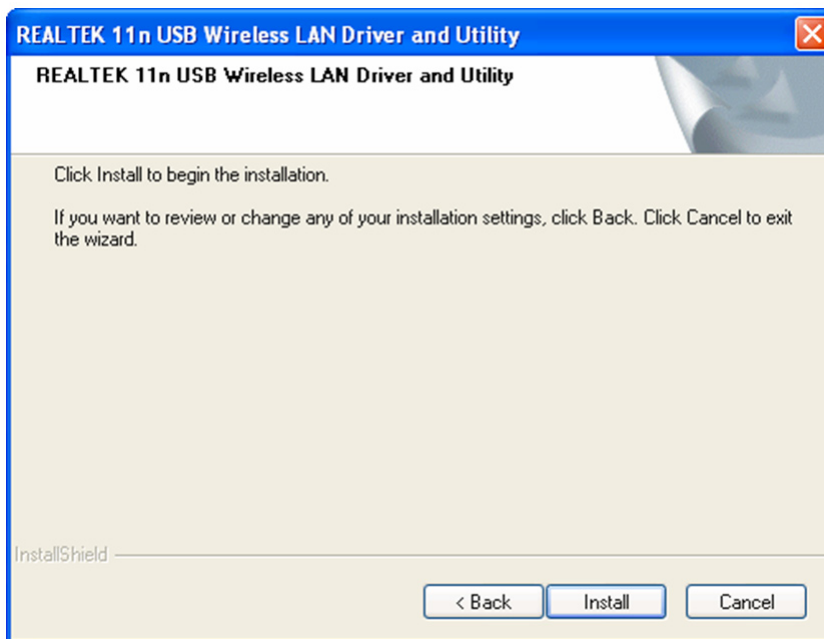 REALTEK 11n USB Wireless LAN Driver and Utility
REALTEK 11n USB Wireless LAN Driver and Utility
Click Install to begin the installation.
If you want to review or change any of your installation settings, click Back. Click Cancel to exit
the wizard.
InstallShield
< Back
Install
Cancel